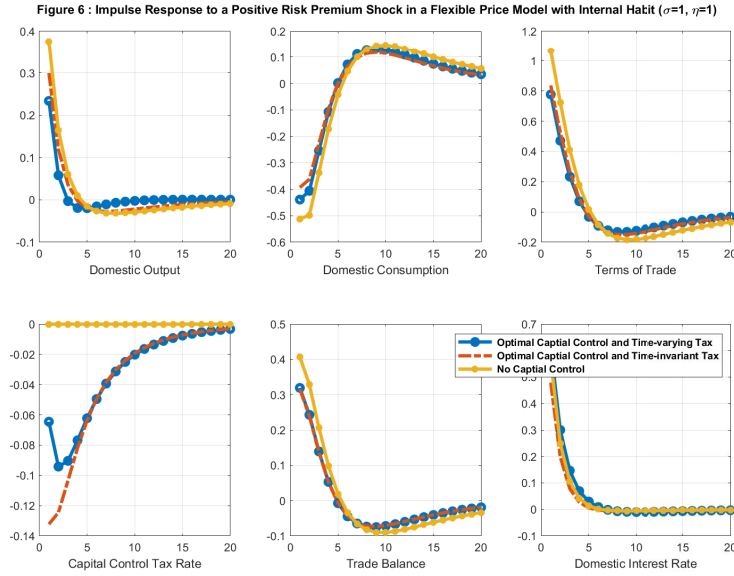 Figure 6 : Impulse Response to a Positive Risk Premium Shock in a Flexible Price Model with Internal Habit (σ=1, η=1)
0.4
0.3
0.2
0.1
0
-0.1
0 5 10 15 20
Domestic Output
0.2
0.1
0
-0.1
-0.2
-0.3
-0.4
-0.5
-0.6
0 5 10 15 20
Domestic Consumption
1.2
1
0.8
0.6
0.4
0.2
0
-0.2
0 5 10 15 20
Terms of Trade
0
-0.02
-0.04
-0.06
-0.08
-0.1
-0.12
-0.14
0 5 10 15 20
Capital Control Tax Rate
0.5
0.4
0.3
0.2
0.1
0
-0.1
0 5 10 15 20
Trade Balance
0.7
0.6
Optimal Captial Control and Time-varying Tax
Optimal Captial Control and Time-invariant Tax
No Captial Control
0.4
0.3
0.2
0.1
0
-0.1
0 5 10 15 20
Domestic Interest Rate